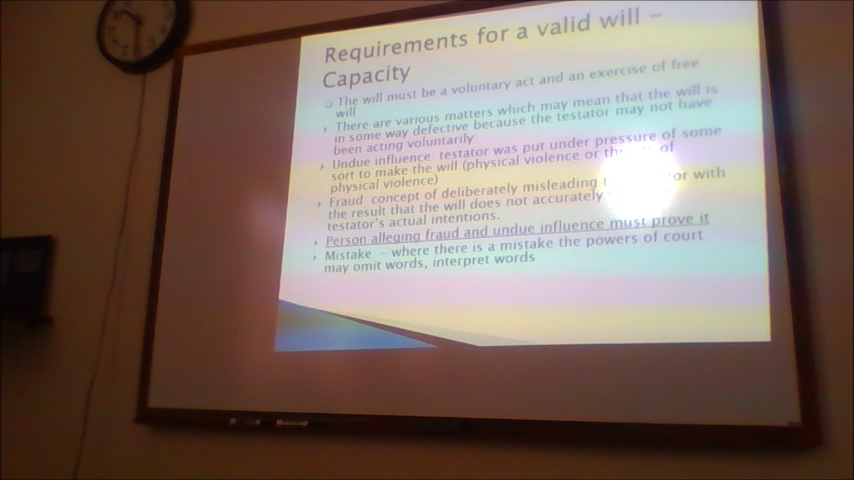 Requirements for a valid will –
Capacity
The will must be a voluntary act and an exercise of free
will
There are various matters which may mean that the will is
in some way defective because the testator may not have
been acting voluntarily
Undue influence testator was put under pressure of some
sort to make the will (physical violence or of
physical violence)
Fraud concept of deliberately misleading or with
the result that the will does not accurately
testator's actual intentions.
Person alleging fraud and undue influence must prove it
Mistake – where there is a mistake the powers of court
may omit words, interpret words